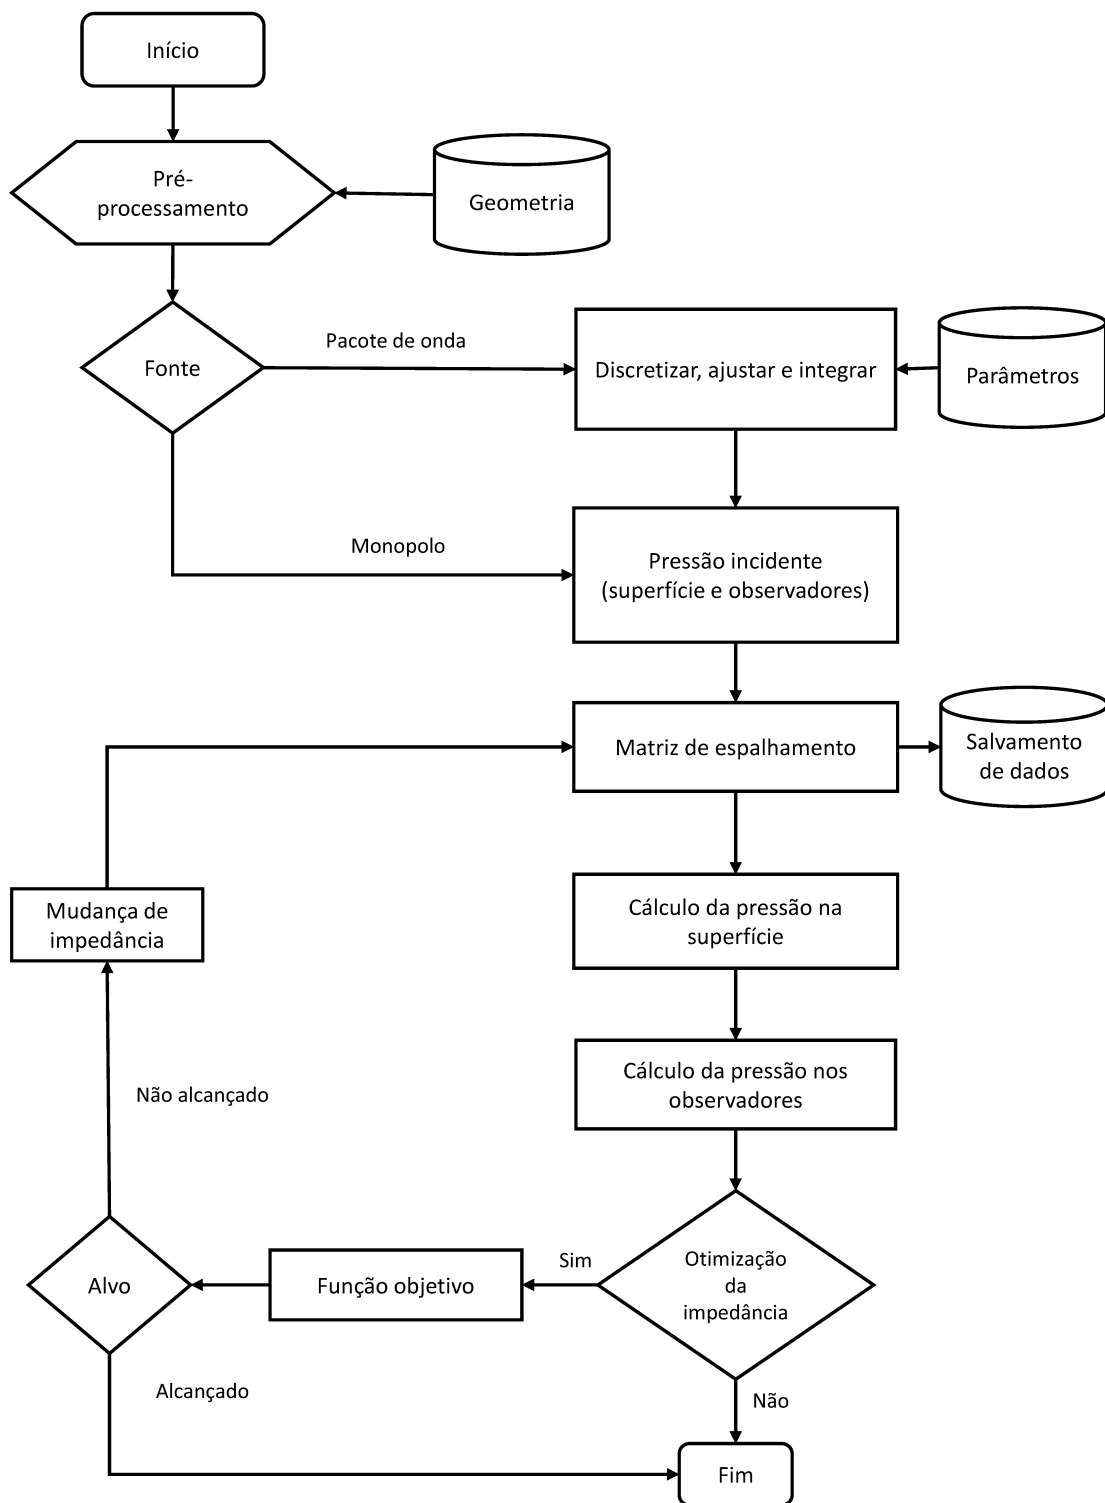 Início
Pré-
processamento
Geometria
Fonte
Pacote de onda
Discretizar, ajustar e integrar
Parâmetros
Monopolo
Pressão incidente
(superfície e observadores)
Matriz de espalhamento
Salvamento
de dados
Mudança de
impedância
Cálculo da pressão na
superfície
Cálculo da pressão nos
observadores
Não alcançado
Otimização
da
impedância
Sim
Função objetivo
Alvo
Alcançado
Não
Fim